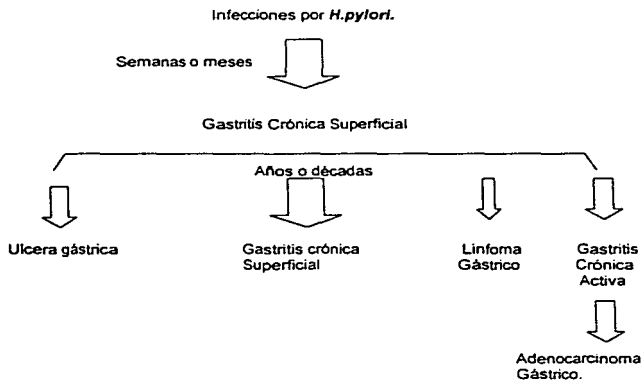 Infecciones por H.pylori.
Semanas o meses
Gastritis Crónica Superficial
Años o décadas
Ulcera gástrica
Gastritis crónica
Superficial
Linfoma
Gástrico
Gastritis
Crónica
Activa
Adenocarcinoma
Gástrico.